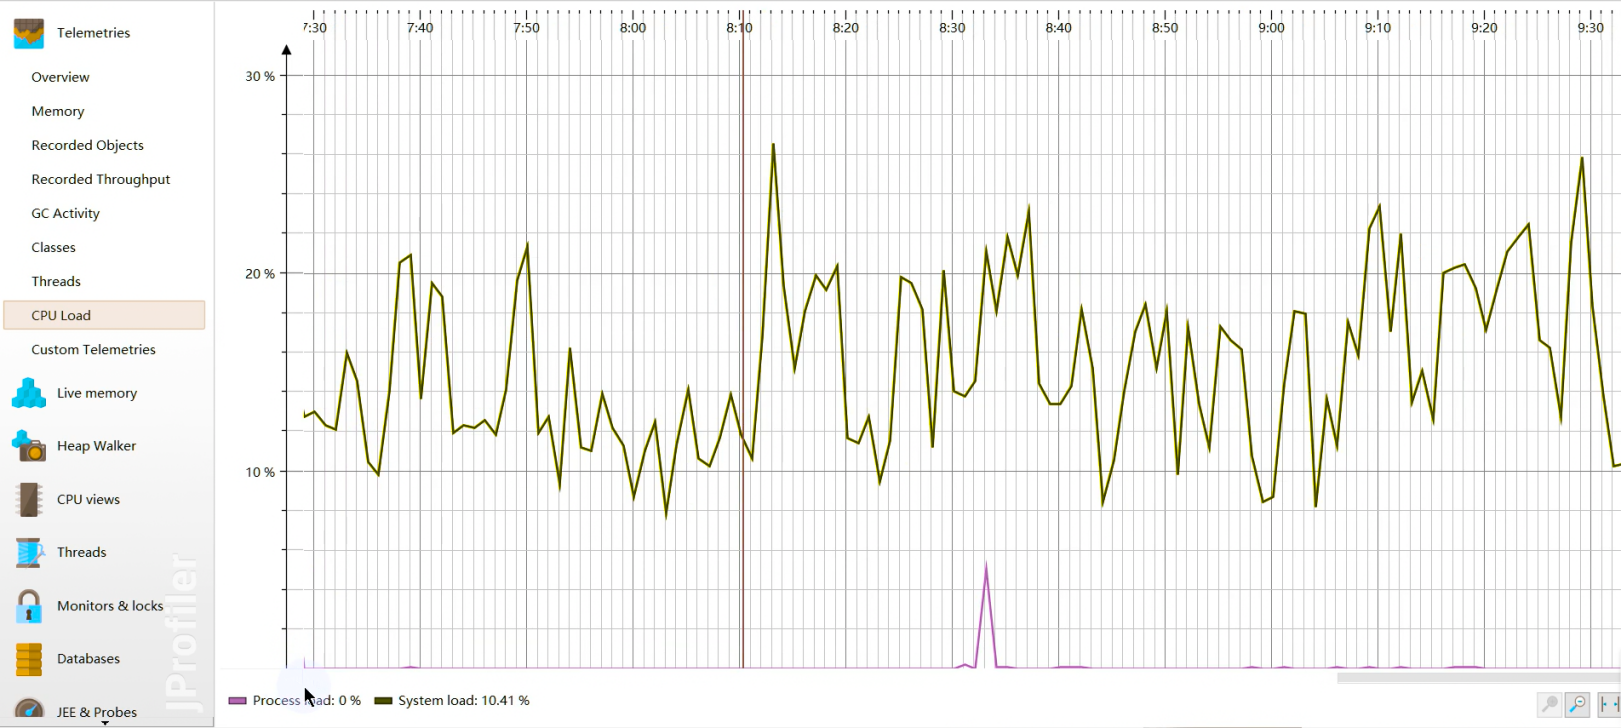 Telemetries
Overview
Memory
Recorded Objects
Recorded Throughput
GC Activity
Classes
Threads
CPU Load
Custom Telemetries
Live memory
Heap Walker
CPU views
Threads
Monitors & locks
Databases
JEE & Probes
JProfiler
7:30 7:40 7:50 8:00 8:10 8:20 8:30 8:40 8:50 9:00 9:10 9:20 9:30
30 %
20 %
10 %
Process load: 0 % System load: 10.41 %